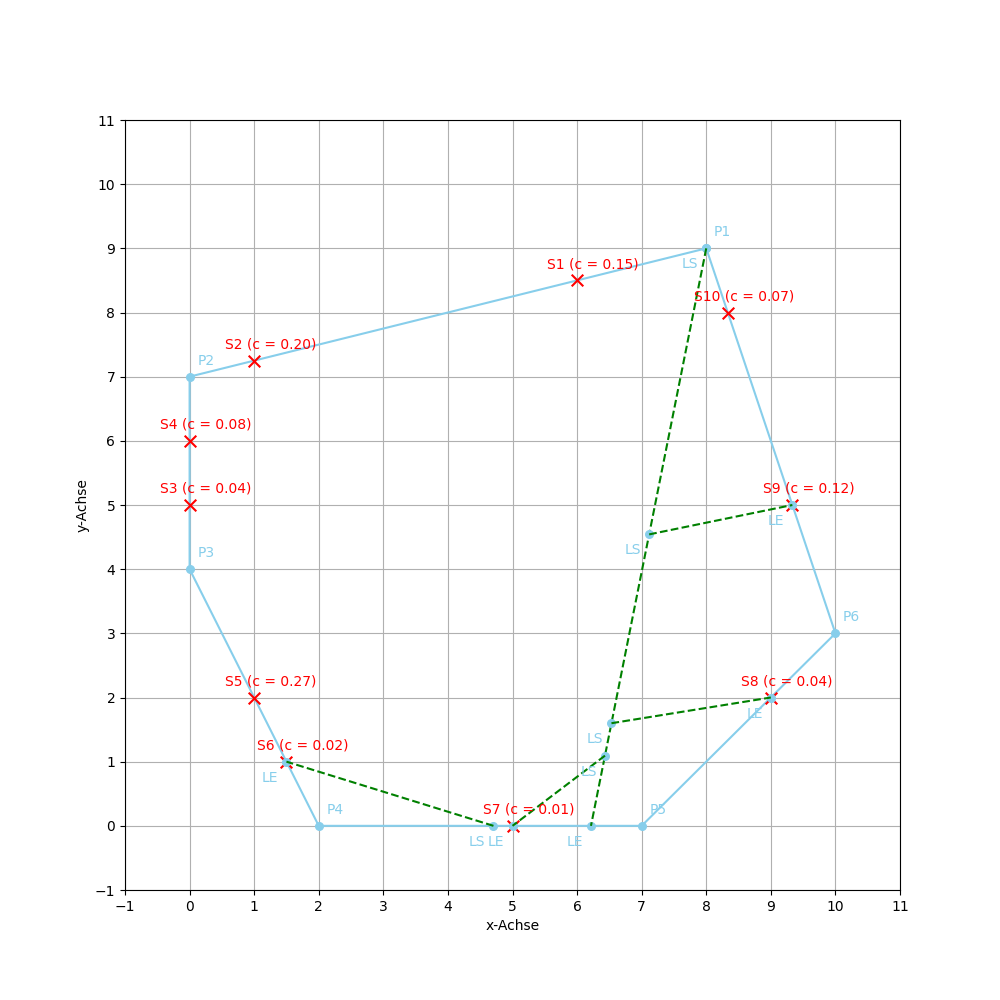 11
10
9
8
7
6
5
4
3
2
1
0
−1
y-Achse
P1
LS
S1 (c = 0.15)
S10 (c = 0.07)
S2 (c = 0.20)
P2
S4 (c = 0.08)
S3 (c = 0.04)
S9 (c = 0.12)
LE
LS
P3
P6
S5 (c = 0.27)
S8 (c = 0.04)
LE
LS
S6 (c = 0.02)
LE
LS
P4
S7 (c = 0.01)
P5
LS LE
LE
−1 0 1 2 3 4 5 6 7 8 9 10 11
x-Achse